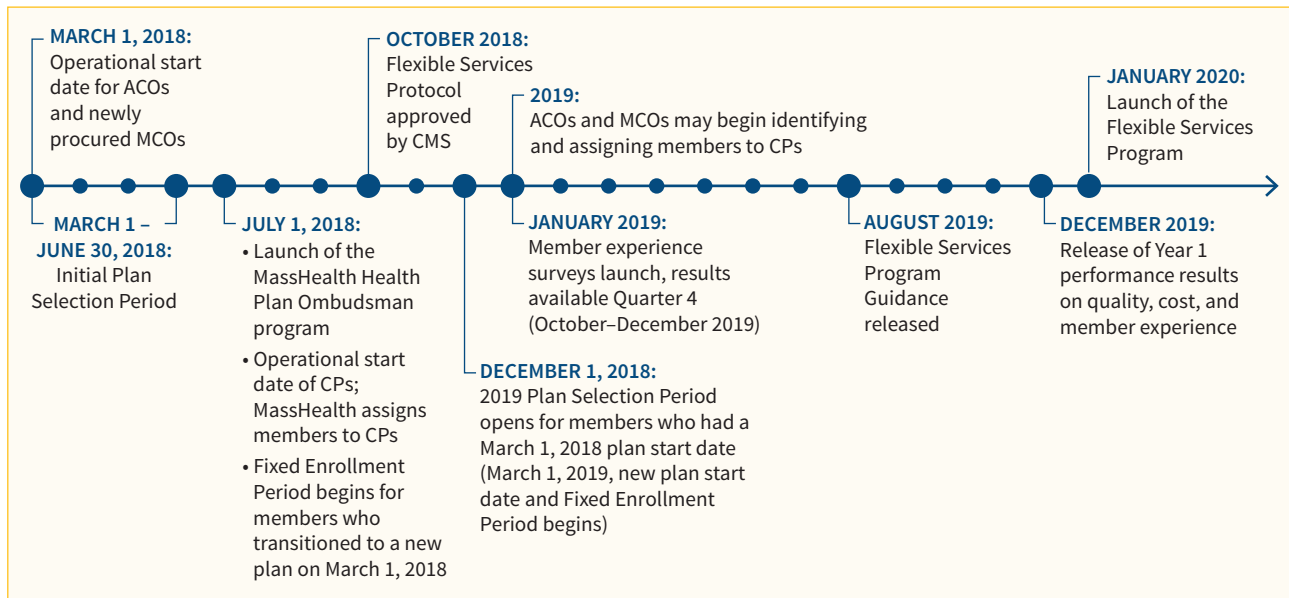 MARCH 1, 2018:
Operational start
date for ACOs
and newly
procured MCOs
MARCH 1 –
JUNE 30, 2018:
Initial Plan
Selection Period
JULY 1, 2018:
• Launch of the
MassHealth Health
Plan Ombudsman
program
• Operational start
date of CPs;
MassHealth assigns
members to CPs
• Fixed Enrollment
Period begins for
members who
transitioned to a new
plan on March 1, 2018
OCTOBER 2018:
Flexible Services
Protocol
approved
by CMS
DECEMBER 1, 2018:
2019 Plan Selection Period
opens for members who had a
March 1, 2018 plan start date
(March 1, 2019, new plan start
date and Fixed Enrollment
Period begins)
2019:
ACOs and MCOs may begin identifying
and assigning members to CPs
JANUARY 2019:
Member experience
surveys launch, results
available Quarter 4
(October–December 2019)
AUGUST 2019:
Flexible Services
Program
Guidance
released
DECEMBER 2019:
Release of Year 1
performance results
on quality, cost, and
member experience
JANUARY 2020:
Launch of the
Flexible Services
Program